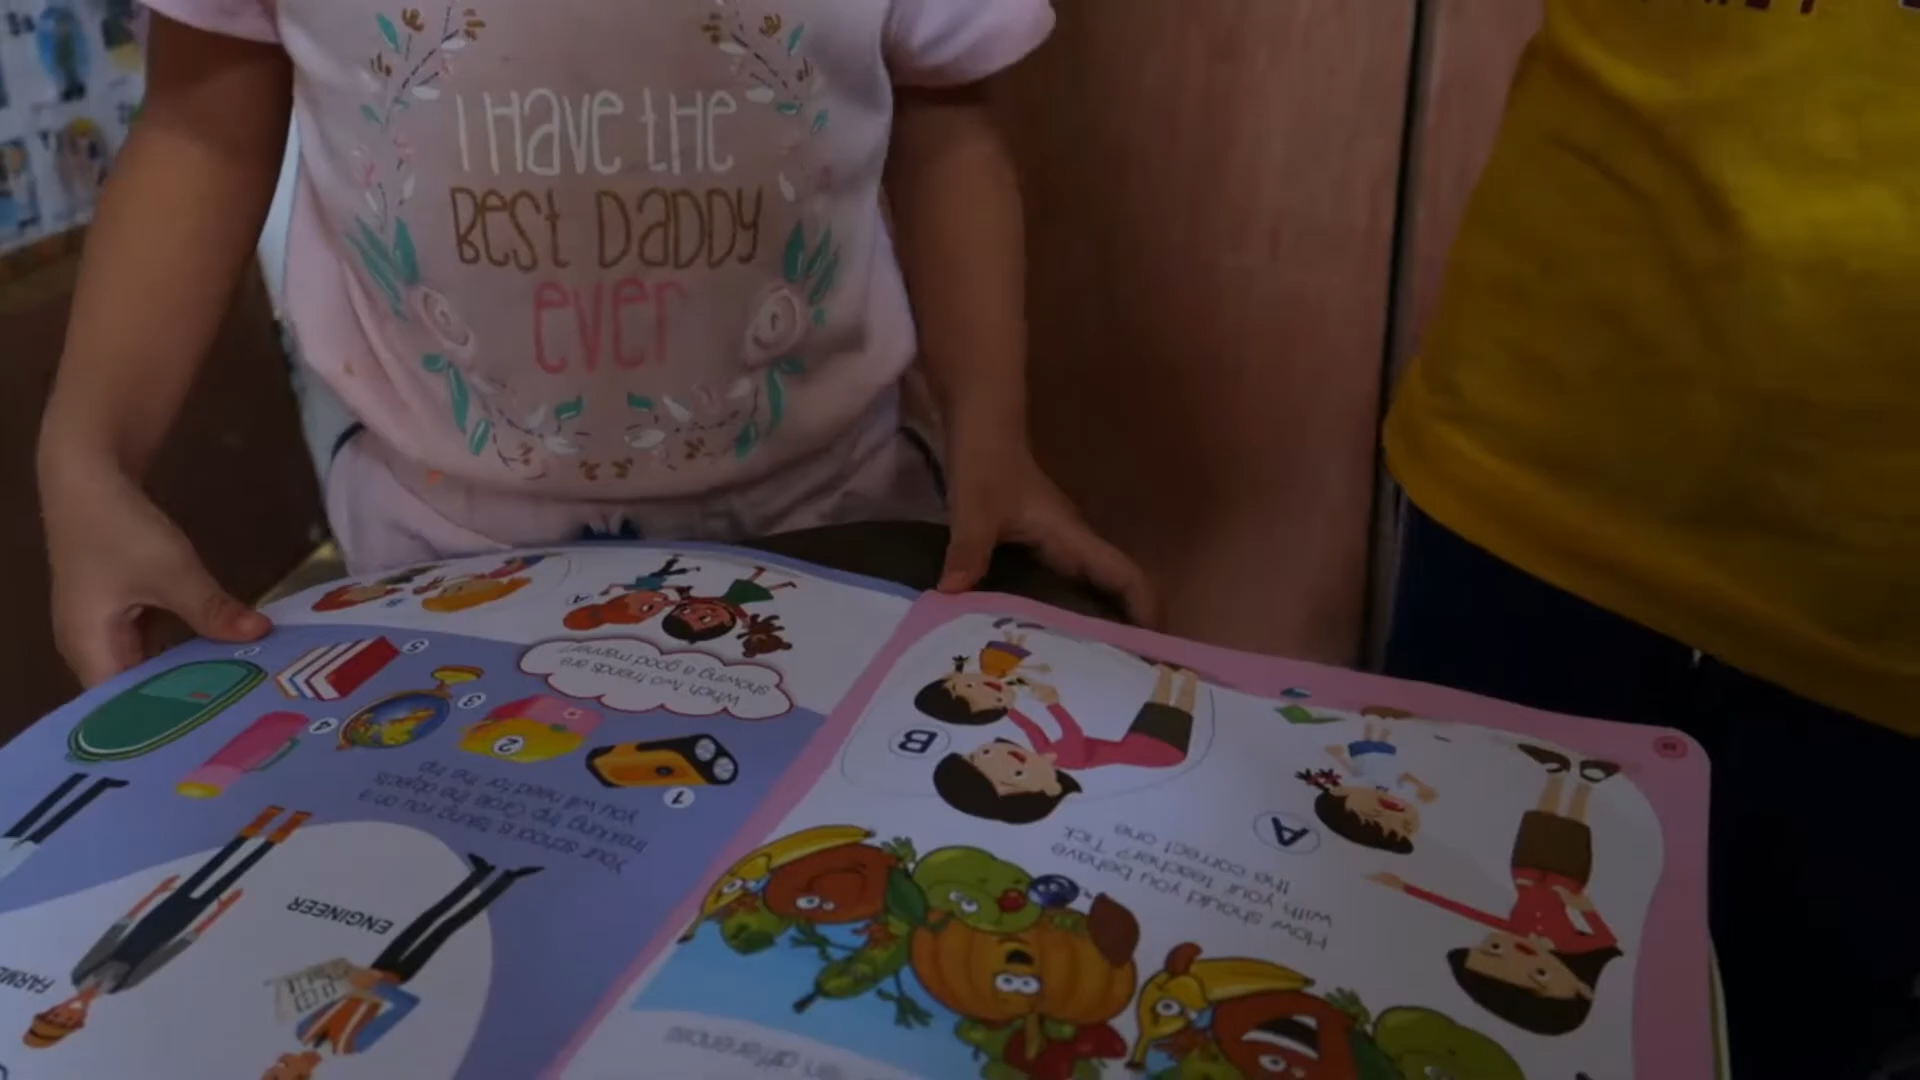 I Have the
Best Daddy
ever
Which two friends are
showing a good manner?
5
4
3
2
1
Your school is taking you on a
trekking trip. Circle the objects
you will need for the trip.
ENGINEER
B
A
How should you behave
with your teacher? Tick
the correct one.
A